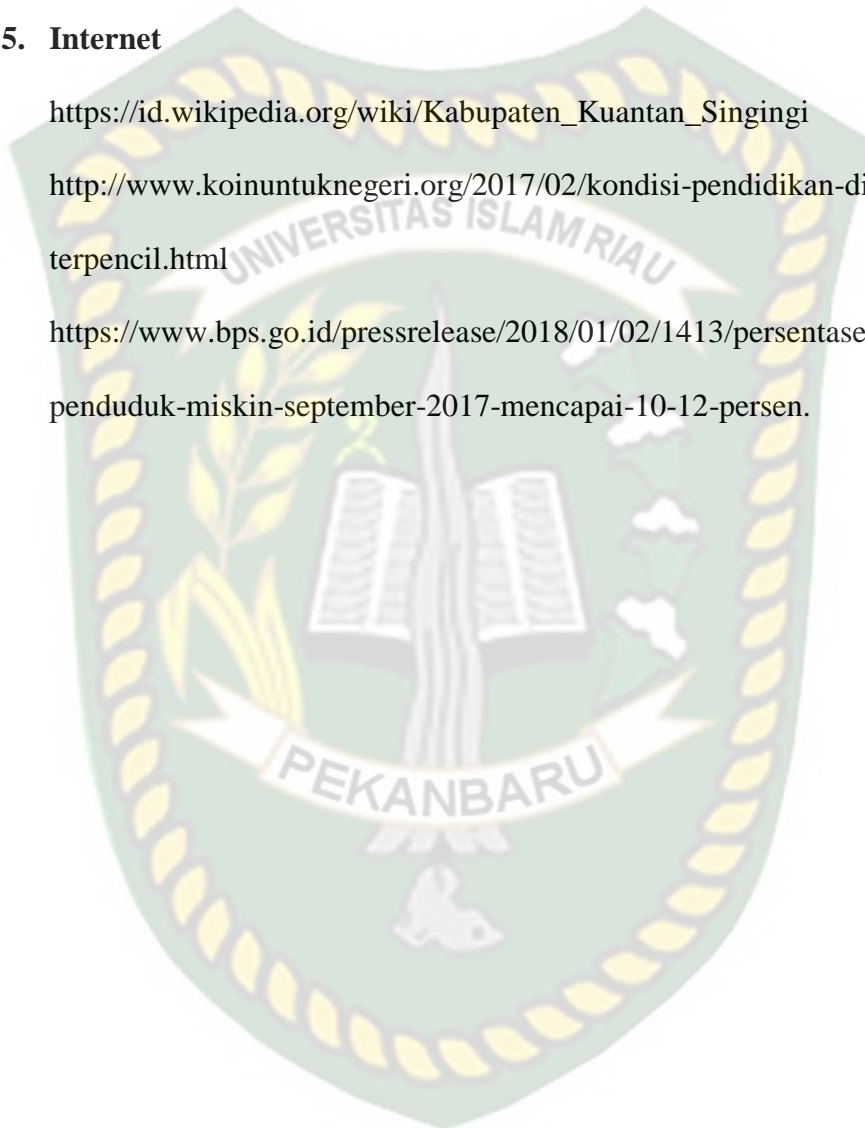 5. Internet
https://id.wikipedia.org/wiki/Kabupaten_Kuantan_Singingi
http://www.koinuntuknegeri.org/2017/02/kondisi-pendidikan-di
terpencil.html
UNIVERSITAS ISLAM RIAU
https://www.bps.go.id/pressrelease/2018/01/02/1413/persentase
penduduk-miskin-september-2017-mencapai-10-12-persen.
PEKANBARU